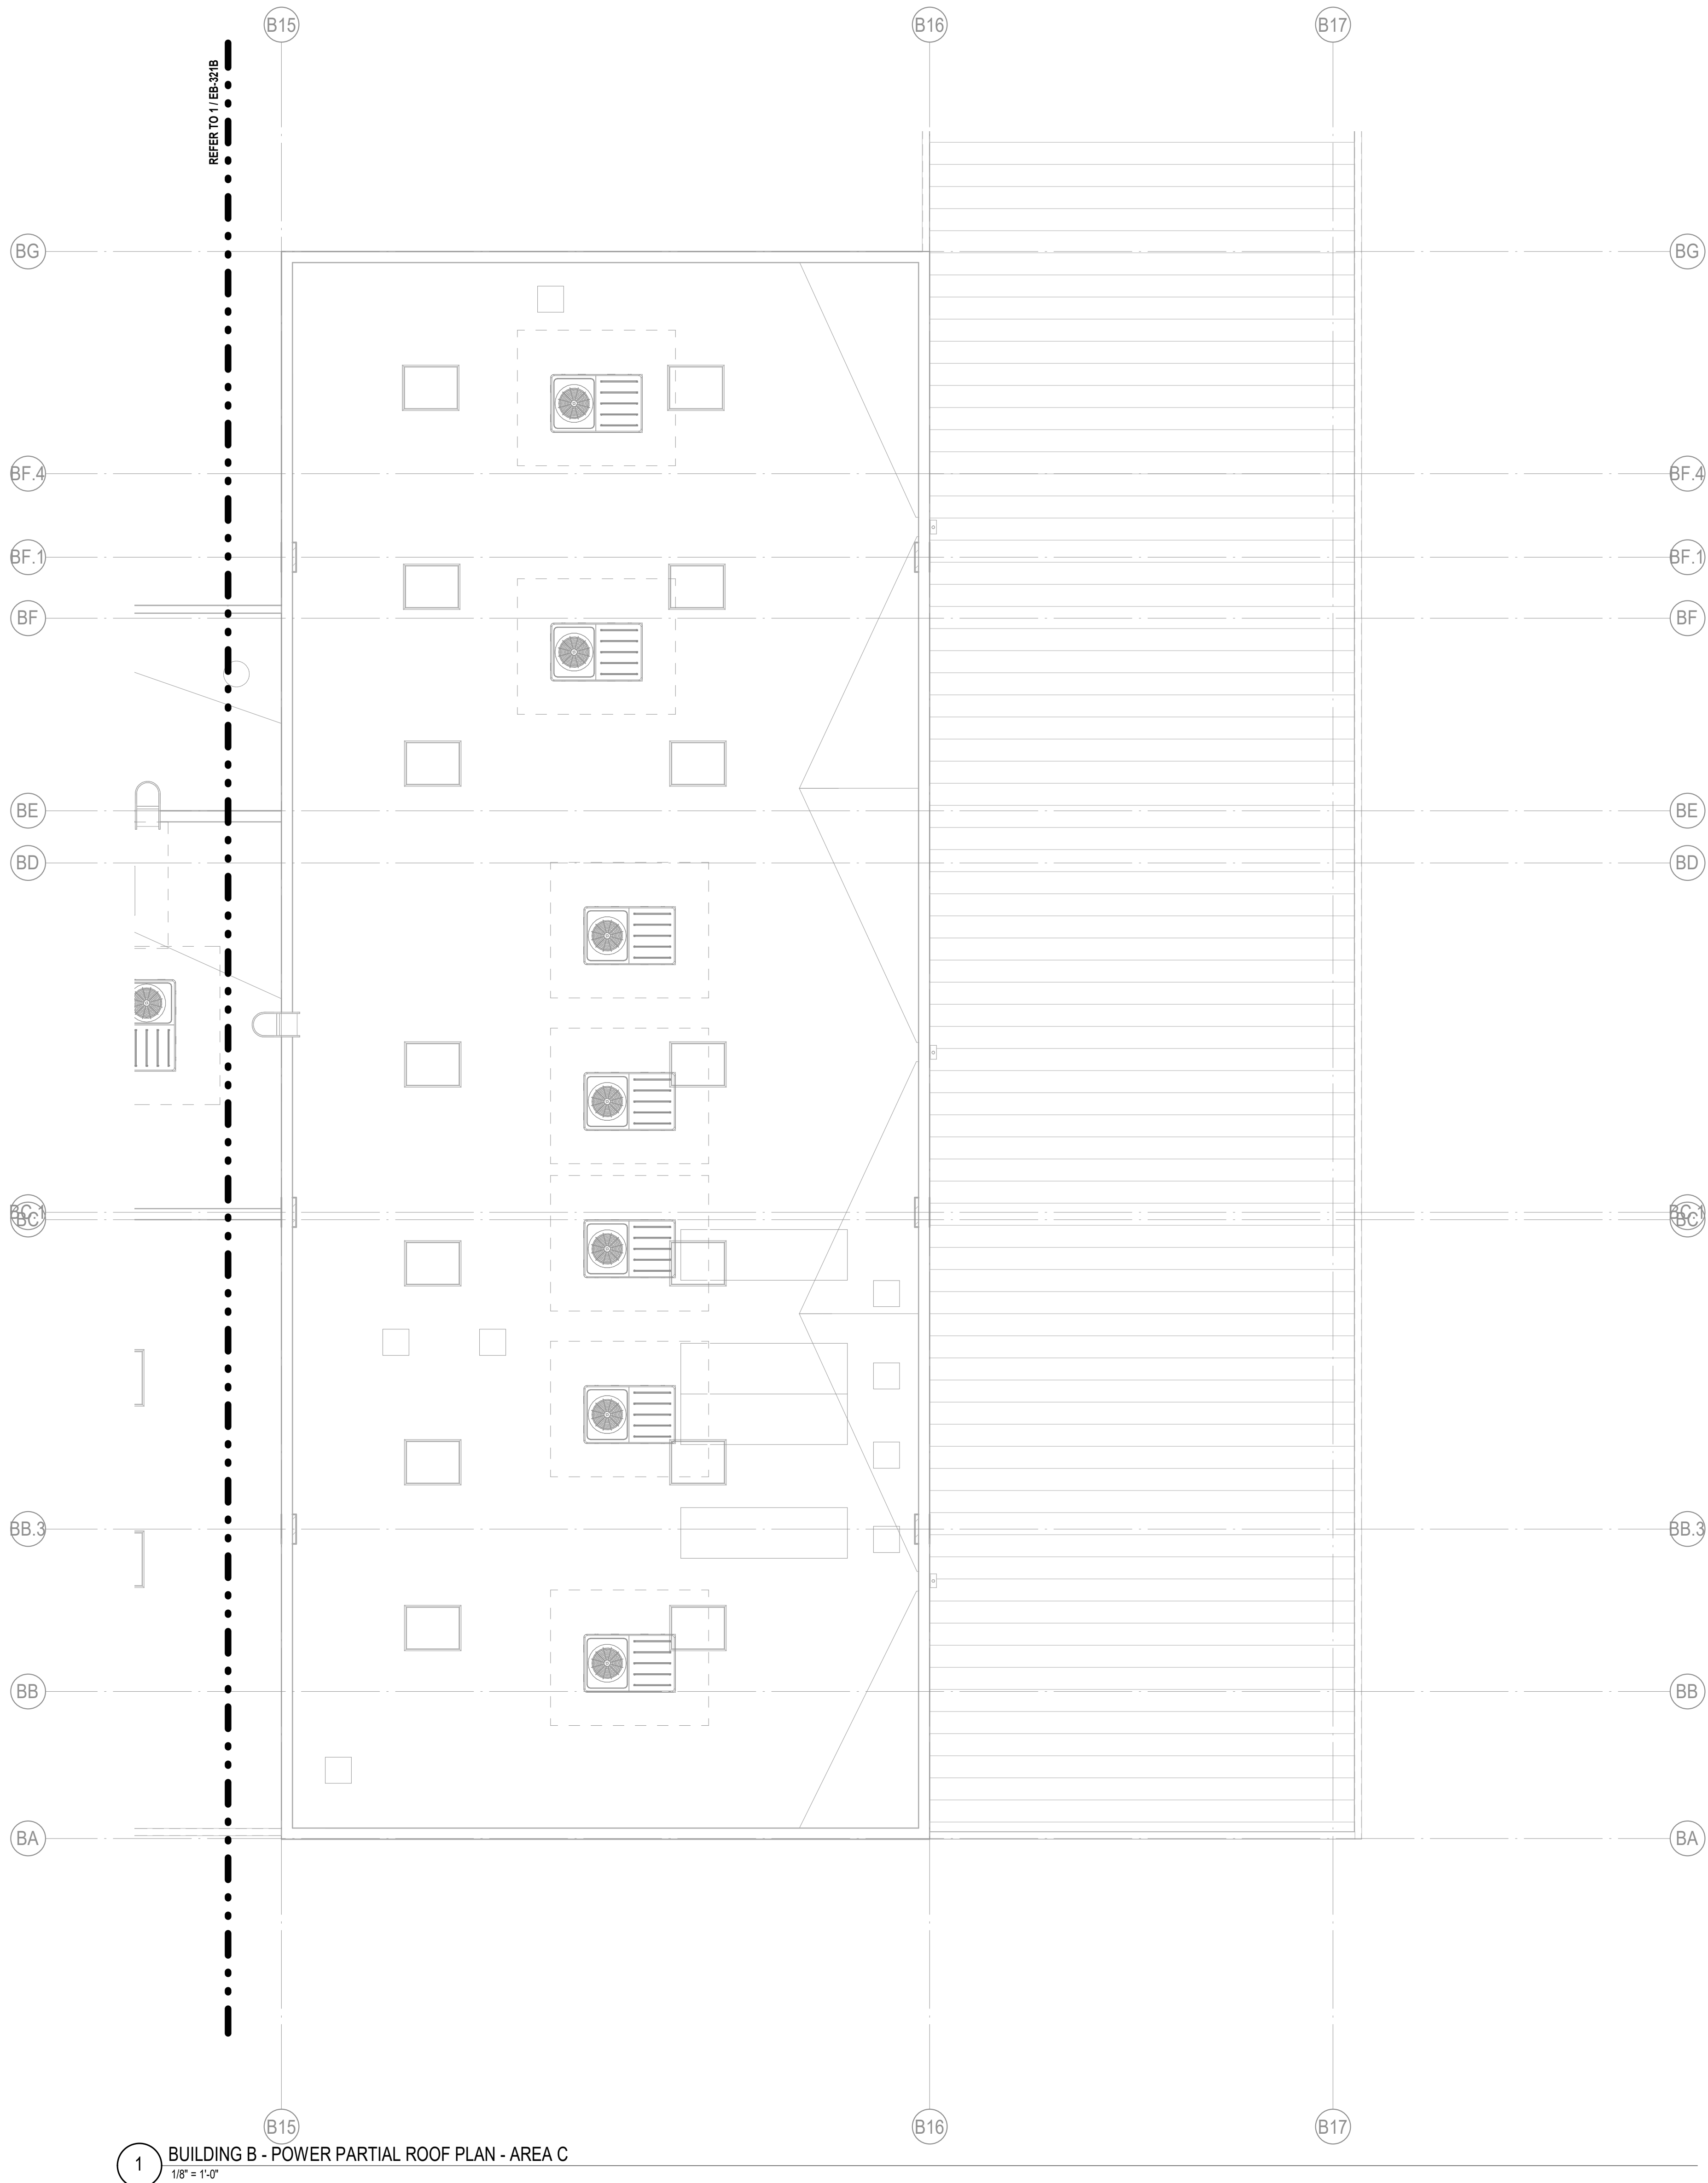 B15
B16
B17
REFER TO 1 / EB-321B
BG
BG
BF.4
BF.4
BF.1
BF.1
BF
BF
BE
BE
BD
BD
BC.1
BC.1
BC
BC
BB.3
BB.3
BB
BB
BA
BA
B15
B16
B17
1
BUILDING B - POWER PARTIAL ROOF PLAN - AREA C
1/8" = 1'-0"